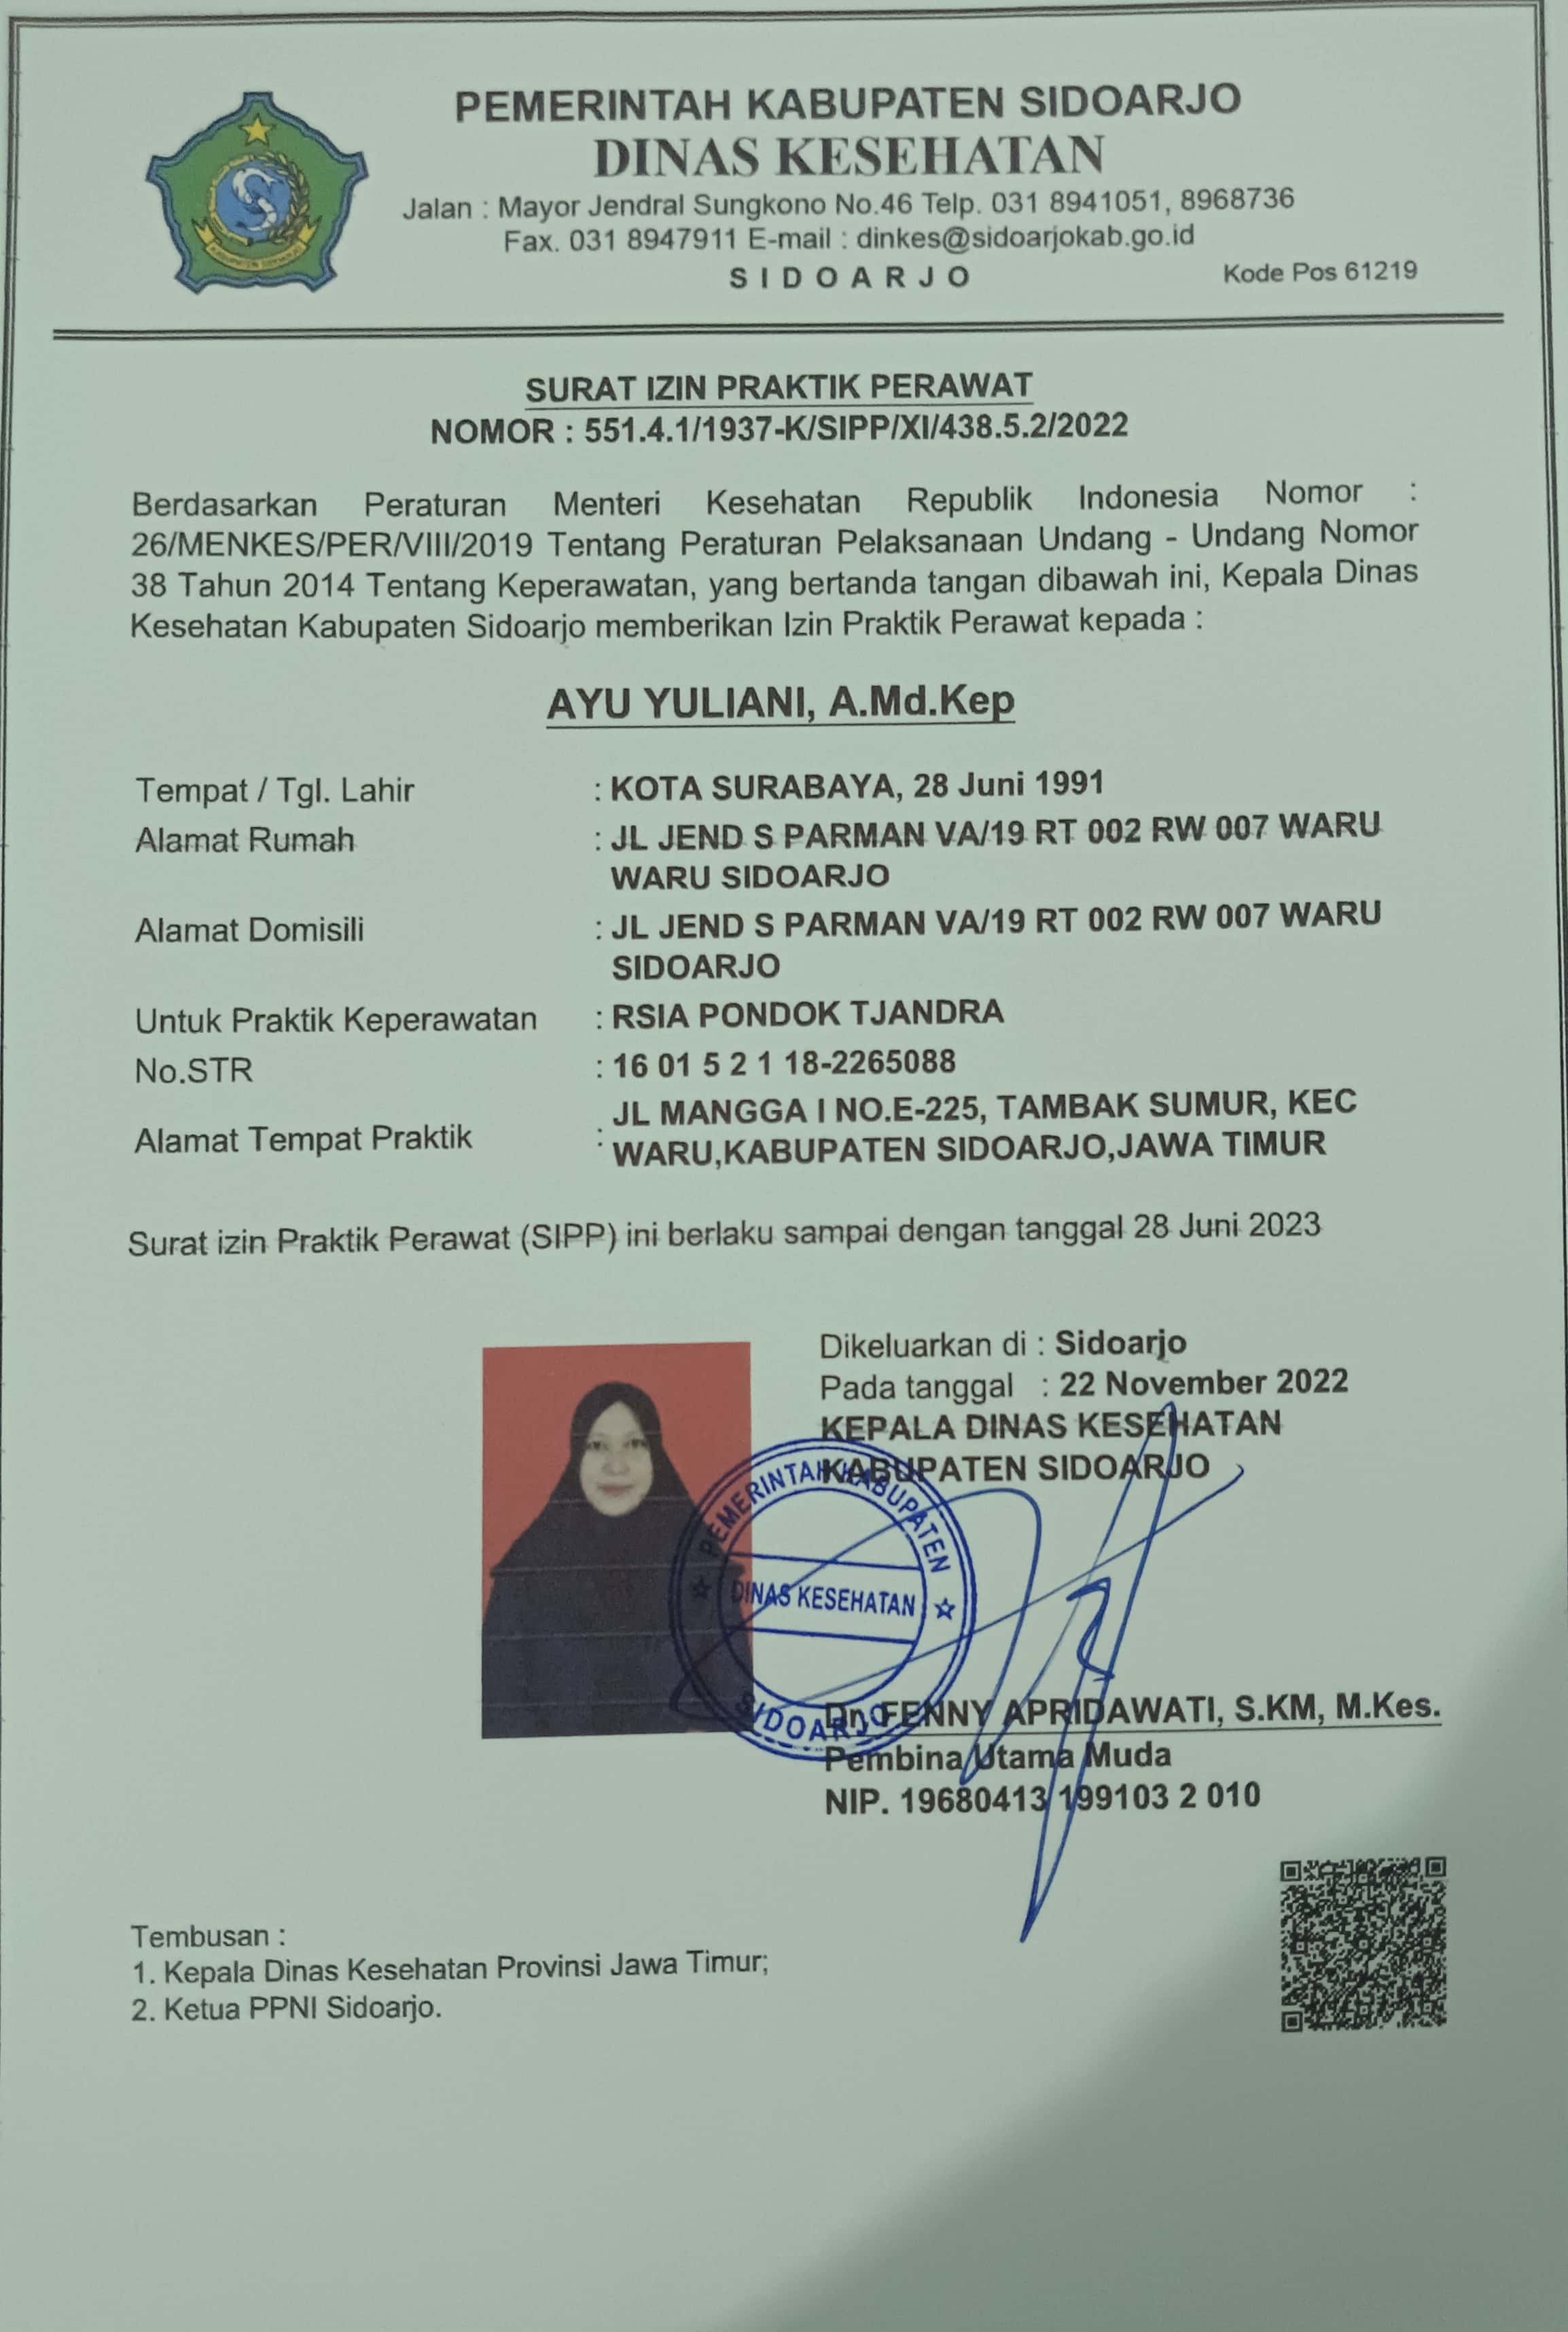 PEMERINTAH KABUPATEN SIDOARJO
DINAS KESEHATAN
Jalan : Mayor Jendral Sungkono No.46 Telp. 031 8941051, 8968736
Fax. 031 8947911 E-mail : dinkes@sidoarjokab.go.id
SIDOARJO
Kode Pos 61219
SURAT IZIN PRAKTIK PERAWAT
NOMOR : 551.4.1/1937-K/SIPP/XI/438.5.2/2022
Berdasarkan Peraturan Menteri Kesehatan Republik Indonesia Nomor :
26/MENKES/PER/VIII/2019 Tentang Peraturan Pelaksanaan Undang - Undang Nomor
38 Tahun 2014 Tentang Keperawatan, yang bertanda tangan dibawah ini, Kepala Dinas
Kesehatan Kabupaten Sidoarjo memberikan Izin Praktik Perawat kepada :
AYU YULIANI, A.Md.Kep
Tempat / Tgl. Lahir : KOTA SURABAYA, 28 Juni 1991
Alamat Rumah : JL JEND S PARMAN VA/19 RT 002 RW 007 WARU
WARU SIDOARJO
Alamat Domisili : JL JEND S PARMAN VA/19 RT 002 RW 007 WARU
SIDOARJO
Untuk Praktik Keperawatan : RSIA PONDOK TJANDRA
No.STR : 16 01 5 2 1 18-2265088
Alamat Tempat Praktik : JL MANGGA I NO.E-225, TAMBAK SUMUR, KEC
WARU,KABUPATEN SIDOARJO,JAWA TIMUR
Surat izin Praktik Perawat (SIPP) ini berlaku sampai dengan tanggal 28 Juni 2023
Dikeluarkan di : Sidoarjo
Pada tanggal : 22 November 2022
KEPALA DINAS KESEHATAN
KABUPATEN SIDOARJO
PEMERINTAH KABUPATEN
DINAS KESEHATAN
SIDOARJO
FENNY APRIDAWATI, S.KM, M.Kes.
Pembina Utama Muda
NIP. 19680413 199103 2 010
Tembusan :
1. Kepala Dinas Kesehatan Provinsi Jawa Timur;
2. Ketua PPNI Sidoarjo.